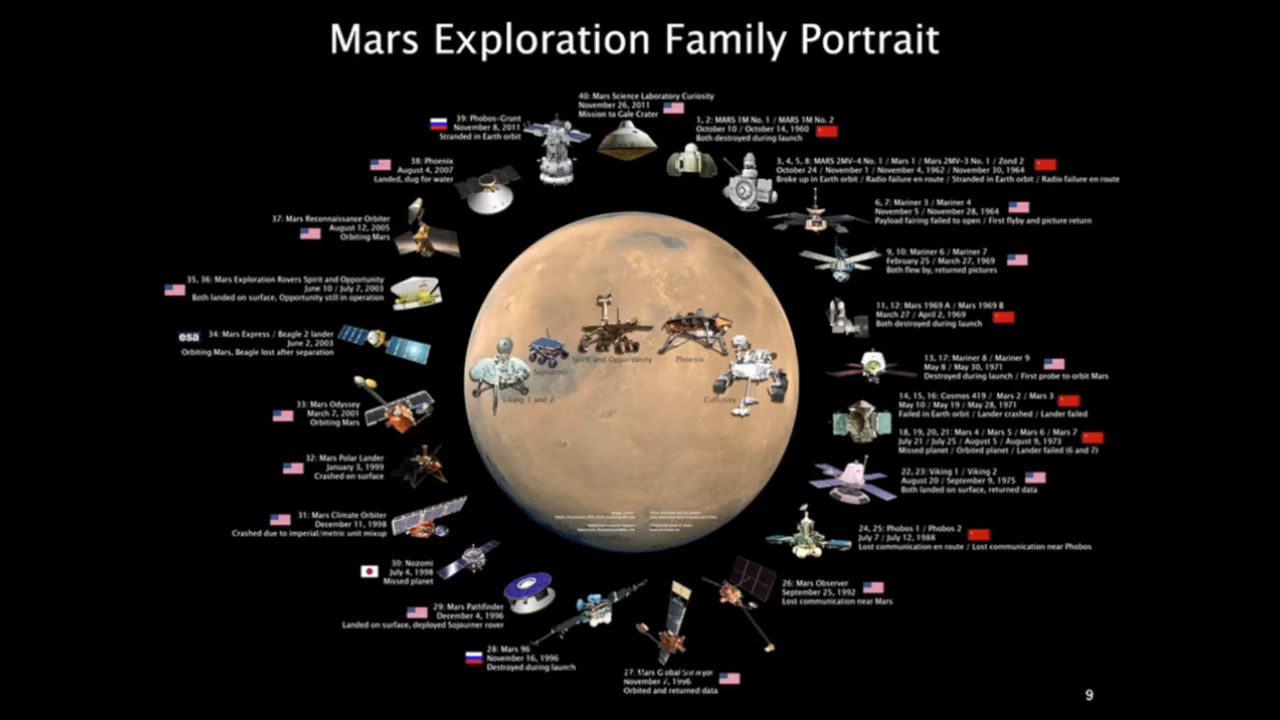 Mars Exploration Family Portrait
40: Mars Science Laboratory Curiosity
November 26, 2011
Mission to Gale Crater
1, 2: MARS 1M No. 1 / MARS 1M No. 2
October 10 / October 14, 1960
Both destroyed during launch
3, 4, 5, 8: MARS 2MV-4 No. 1 / Mars 1 / Mars 2MV-3 No. 1 / Zond 2
October 24 / November 1 / November 4, 1962 / November 30, 1964
Broke up in Earth orbit / Radio failure en route / Stranded in Earth orbit / Radio failure en route
6, 7: Mariner 3 / Mariner 4
November 5 / November 28, 1964
Payload fairing failed to open / First flyby and picture return
9, 10: Mariner 6 / Mariner 7
February 25 / March 27, 1969
Both flew by, returned pictures
11, 12: Mars 1969 A / Mars 1969 B
March 27 / April 2, 1969
Both destroyed during launch
13, 17: Mariner 8 / Mariner 9
May 8 / May 30, 1971
Destroyed during launch / First probe to orbit Mars
14, 15, 16: Cosmos 419 / Mars 2 / Mars 3
May 10 / May 19 / May 28, 1971
Failed in Earth orbit / Lander crashed / Lander failed
18, 19, 20, 21: Mars 4 / Mars 5 / Mars 6 / Mars 7
July 21 / July 25 / August 5 / August 9, 1973
Missed planet / Orbited planet / Lander failed (6 and 7)
22, 23: Viking 1 / Viking 2
August 20 / September 9, 1975
Both landed on surface, returned data
24, 25: Phobos 1 / Phobos 2
July 7 / July 12, 1988
Lost communication en route / Lost communication near Phobos
26: Mars Observer
September 25, 1992
Lost communication near Mars
27: Mars Global Surveyor
November 7, 1996
Orbited and returned data
28: Mars 96
November 16, 1996
Destroyed during launch
29: Mars Pathfinder
December 4, 1996
Landed on surface, deployed Sojourner rover
30: Nozomi
July 4, 1998
Missed planet
31: Mars Climate Orbiter
December 11, 1998
Crashed due to imperial/metric unit mixup
32: Mars Polar Lander
January 3, 1999
Crashed on surface
33: Mars Odyssey
March 7, 2001
Orbiting Mars
esa
34: Mars Express / Beagle 2 lander
June 2, 2003
Orbiting Mars, Beagle lost after separation
35, 36: Mars Exploration Rovers Spirit and Opportunity
June 10 / July 7, 2003
Both landed on surface, Opportunity still in operation
37: Mars Reconnaissance Orbiter
August 12, 2005
Orbiting Mars
38: Phoenix
August 4, 2007
Landed, dug for water
39: Phobos-Grunt
November 8, 2011
Stranded in Earth orbit
Viking 1 and 2
Sojourner
Spirit and Opportunity
Phoenix
Curiosity
9